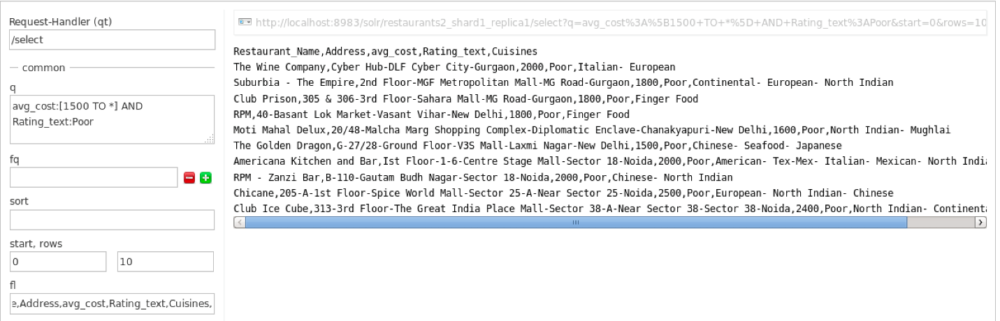 Request-Handler (qt)
/select
common
q
avg_cost:[1500 TO *] AND
Rating_text:Poor
fq
sort
start, rows
0
10
fl
e,Address,avg_cost,Rating_text,Cuisines,
http://localhost:8983/solr/restaurants2_shard1_replica1/select?q=avg_cost%3A%5B1500+TO+*%5D+AND+Rating_text%3APoor&start=0&rows=10
Restaurant_Name,Address,avg_cost,Rating_text,Cuisines
The Wine Company,Cyber Hub-DLF Cyber City-Gurgaon,2000,Poor,Italian- European
Suburbia - The Empire,2nd Floor-MGF Metropolitan Mall-MG Road-Gurgaon,1800,Poor,Continental- European- North Indian
Club Prison,305 & 306-3rd Floor-Sahara Mall-MG Road-Gurgaon,1800,Poor,Finger Food
RPM,40-Basant Lok Market-Vasant Vihar-New Delhi,1800,Poor,Finger Food
Moti Mahal Delux,20/48-Malcha Marg Shopping Complex-Diplomatic Enclave-Chanakyapuri-New Delhi,1600,Poor,North Indian- Mughlai
The Golden Dragon,G-27/28-Ground Floor-V3S Mall-Laxmi Nagar-New Delhi,1500,Poor,Chinese- Seafood- Japanese
Americana Kitchen and Bar,Ist Floor-1-6-Centre Stage Mall-Sector 18-Noida,2000,Poor,American- Tex-Mex- Italian- Mexican- North India
RPM - Zanzi Bar,B-110-Gautam Budh Nagar-Sector 18-Noida,2000,Poor,Chinese- North Indian
Chicane,205-A-1st Floor-Spice World Mall-Sector 25-A-Near Sector 25-Noida,2500,Poor,European- North Indian- Chinese
Club Ice Cube,313-3rd Floor-The Great India Place Mall-Sector 38-A-Near Sector 38-Sector 38-Noida,2400,Poor,North Indian- Continenta